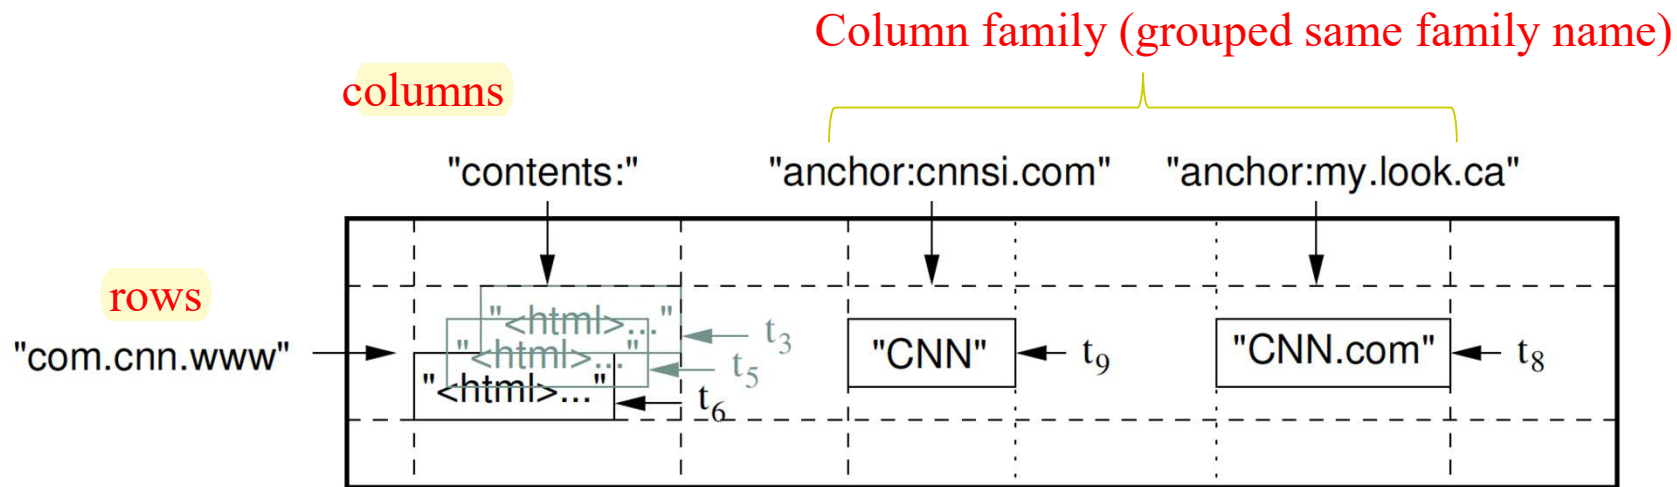 Column family (grouped same family name)
columns
"contents:" "anchor:cnnsi.com" "anchor:my.look.ca"
rows
"<html>..." t3
"com.cnn.www" "<html>..." t5 "CNN" t9 "CNN.com" t8
"<html>..." t6